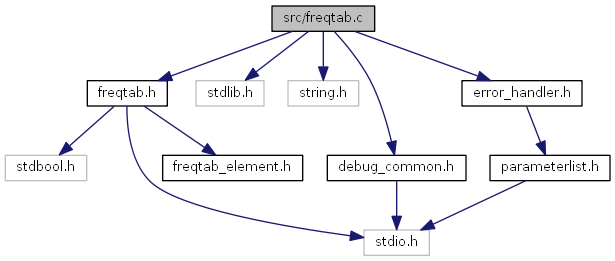 src/freqtab.c
freqtab.h
stdlib.h
string.h
error_handler.h
stdbool.h
freqtab_element.h
debug_common.h
parameterlist.h
stdio.h